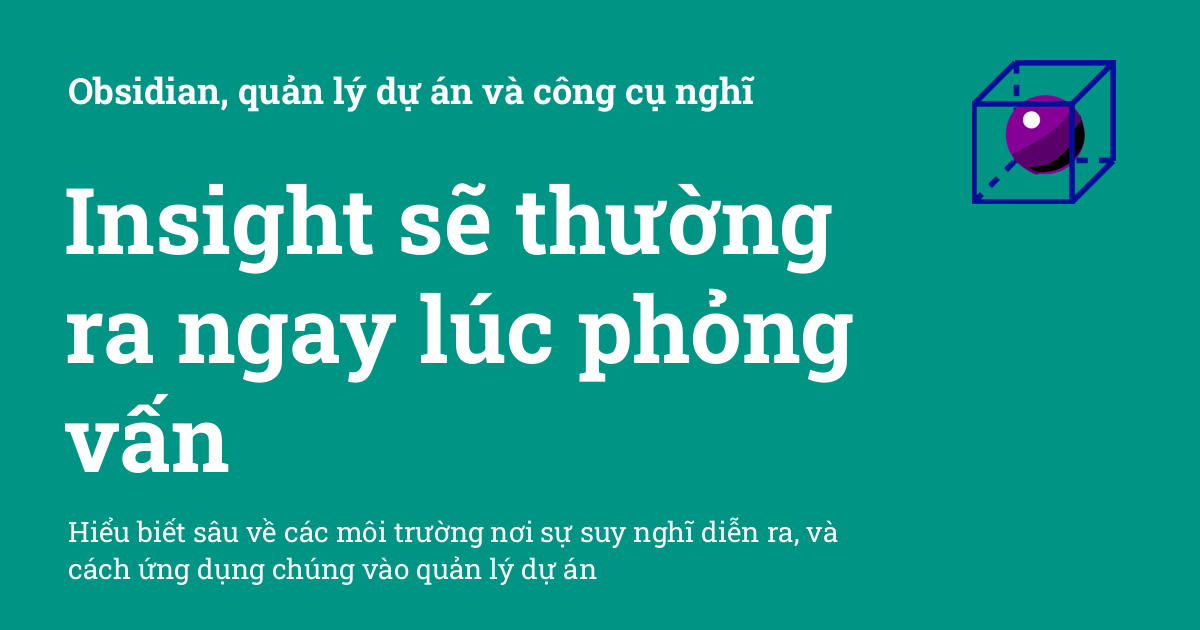 Obsidian, quản lý dự án và công cụ nghĩ
Insight sẽ thường
ra ngay lúc phỏng
vấn
Hiểu biết sâu về các môi trường nơi sự suy nghĩ diễn ra, và
cách ứng dụng chúng vào quản lý dự án